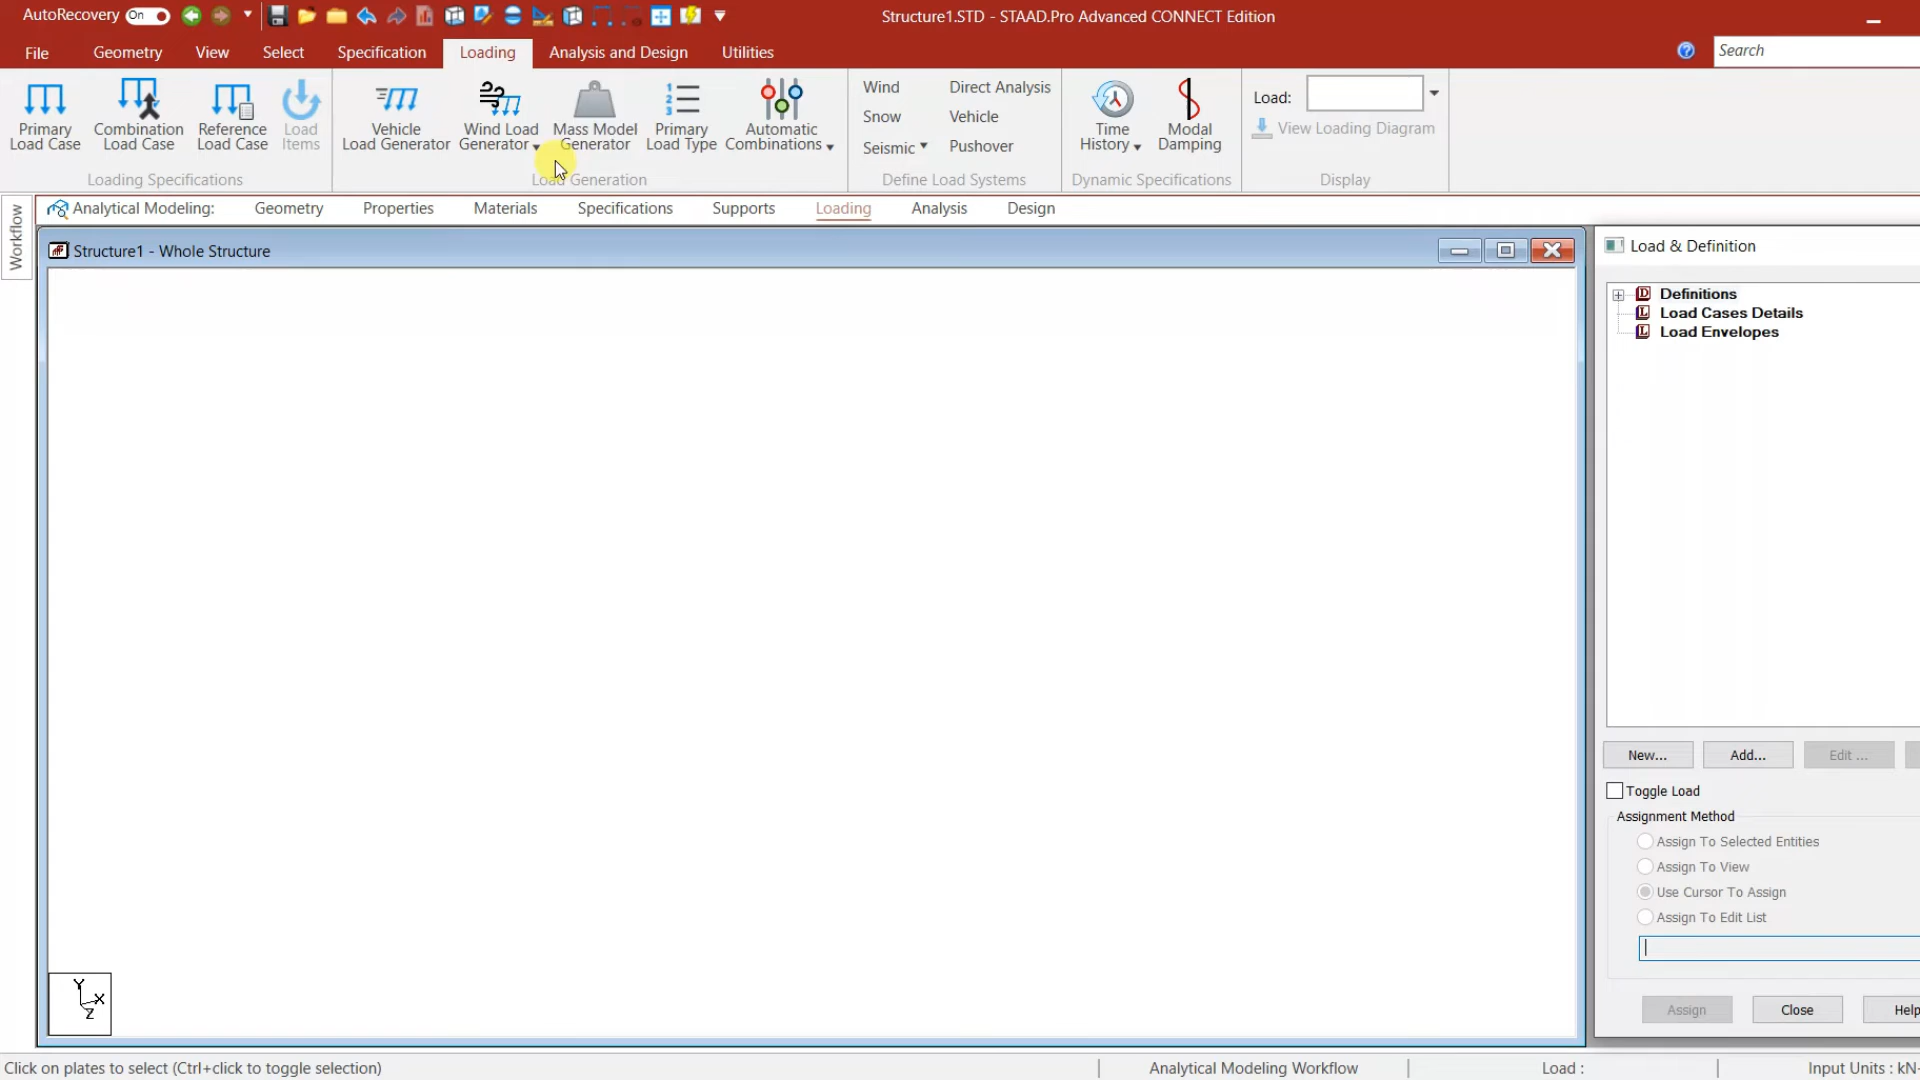 AutoRecovery On
Structure1.STD - STAAD.Pro Advanced CONNECT Edition
File Geometry View Select Specification Loading Analysis and Design Utilities
Search
Primary Load Case
Combination Load Case
Reference Load Case
Load Items
Vehicle Load Generator
Wind Load Generator
Mass Model Generator
Primary Load Type
Automatic Combinations
Wind
Snow
Seismic
Direct Analysis
Vehicle
Pushover
Time History
Modal Damping
Load:
View Loading Diagram
Loading Specifications
Load Generation
Define Load Systems
Dynamic Specifications
Display
Workflow
Analytical Modeling: Geometry Properties Materials Specifications Supports Loading Analysis Design
Structure1 - Whole Structure
Load & Definition
D Definitions
L Load Cases Details
L Load Envelopes
New... Add... Edit ...
Toggle Load
Assignment Method
Assign To Selected Entities
Assign To View
Use Cursor To Assign
Assign To Edit List
Assign Close Help
Y
X
Z
Click on plates to select (Ctrl+click to toggle selection)
Analytical Modeling Workflow
Load :
Input Units : kN-